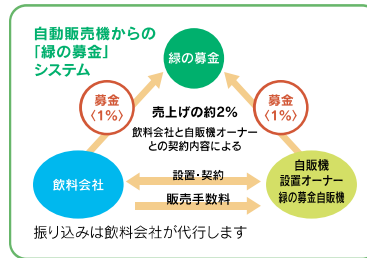 自動販売機からの
「緑の募金」
システム
緑の募金
募金
〈1%〉
募金
〈1%〉
売上げの約2%
飲料会社と自販機オーナー
との契約内容による
飲料会社
設置・契約
販売手数料
自販機
設置オーナー
緑の募金自販機
振り込みは飲料会社が代行します